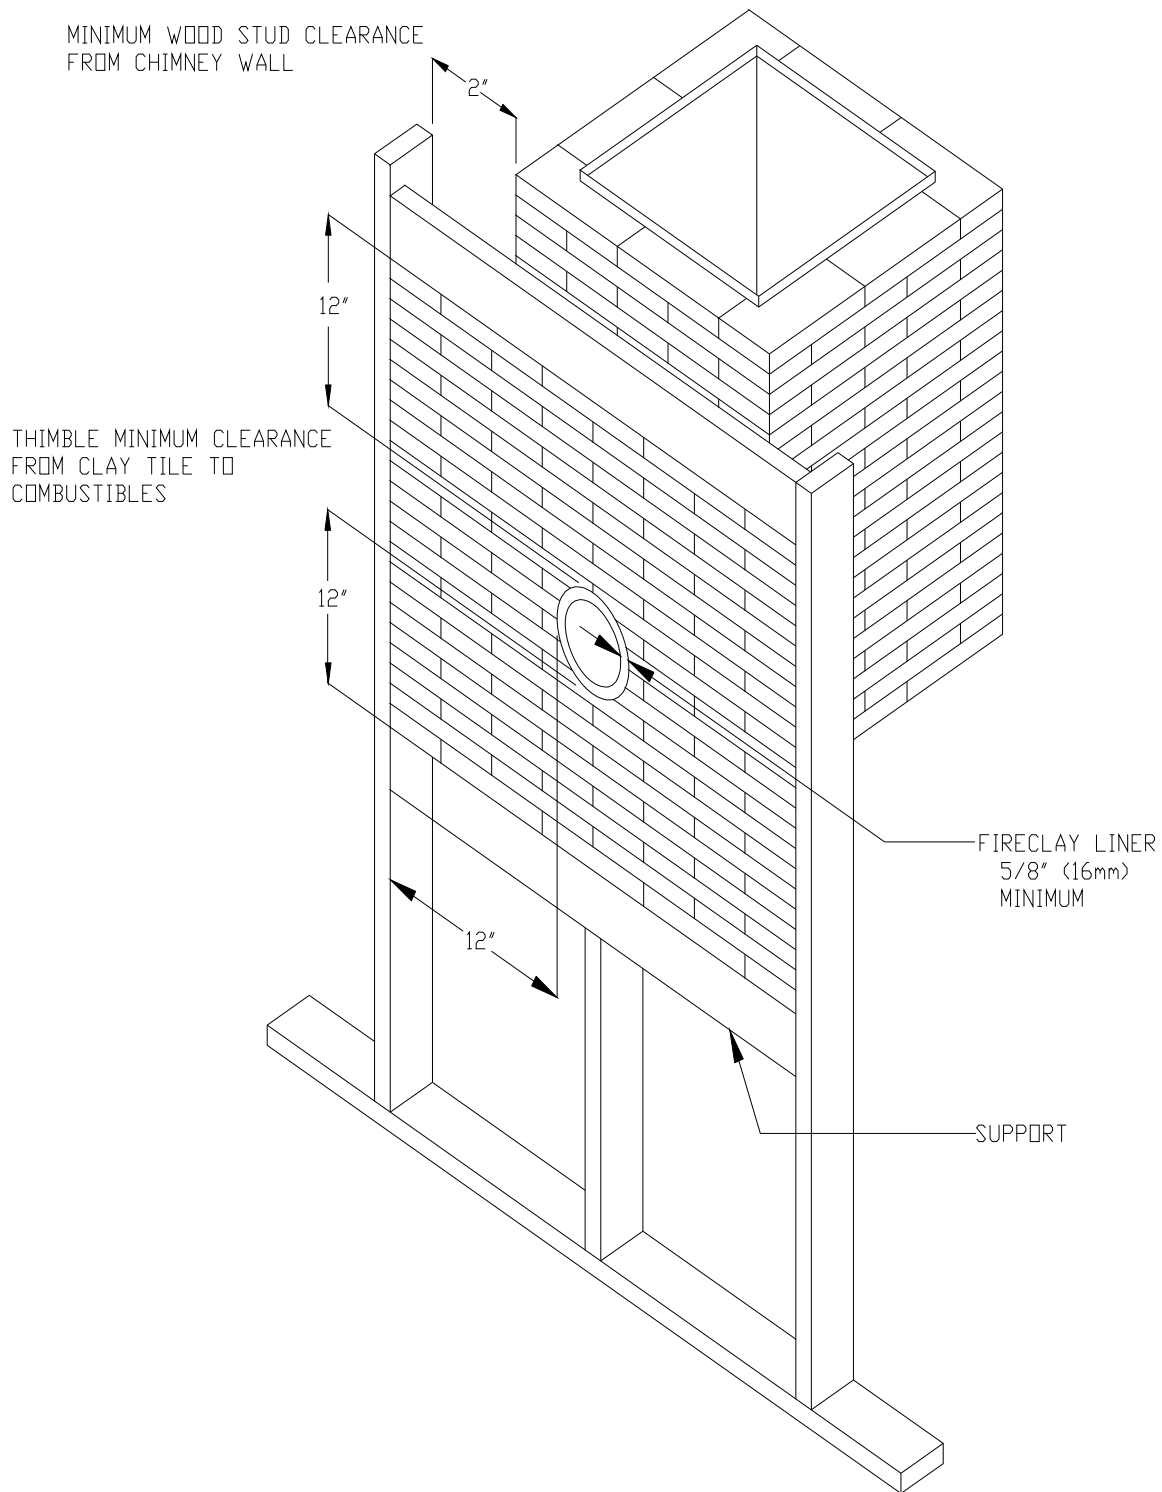 MINIMUM WOOD STUD CLEARANCE
FROM CHIMNEY WALL
2"
12"
THIMBLE MINIMUM CLEARANCE
FROM CLAY TILE TO
COMBUSTIBLES
12"
FIRECLAY LINER
5/8" (16mm)
MINIMUM
12"
SUPPORT